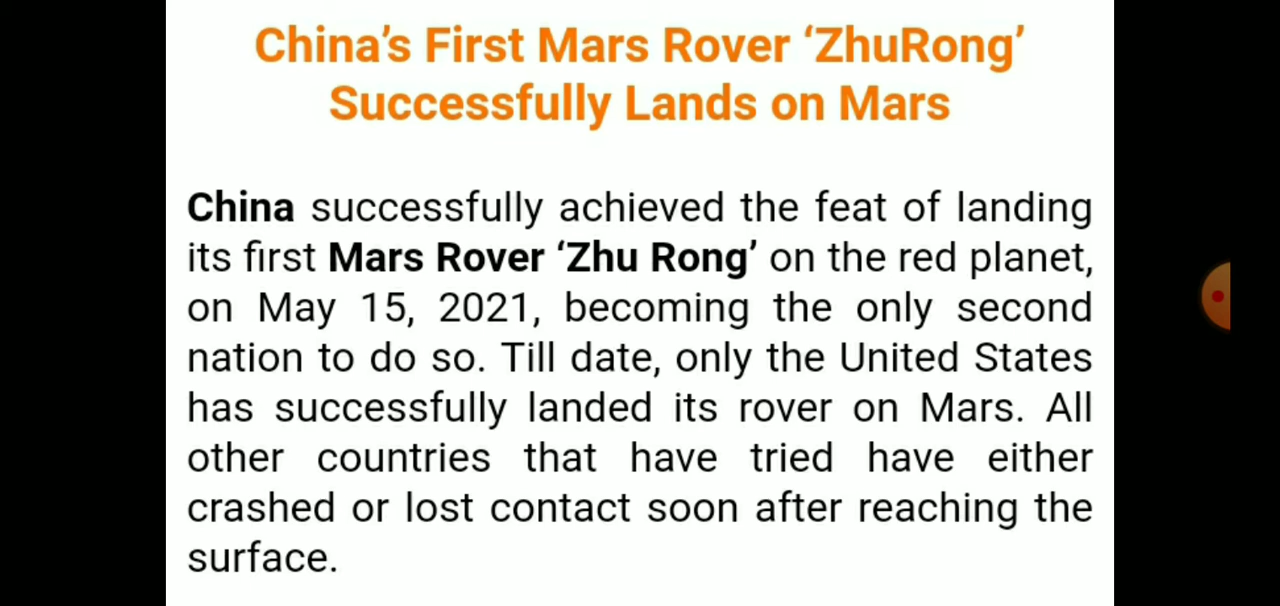 China’s First Mars Rover ‘ZhuRong’
Successfully Lands on Mars
China successfully achieved the feat of landing
its first Mars Rover ‘Zhu Rong’ on the red planet,
on May 15, 2021, becoming the only second
nation to do so. Till date, only the United States
has successfully landed its rover on Mars. All
other countries that have tried have either
crashed or lost contact soon after reaching the
surface.